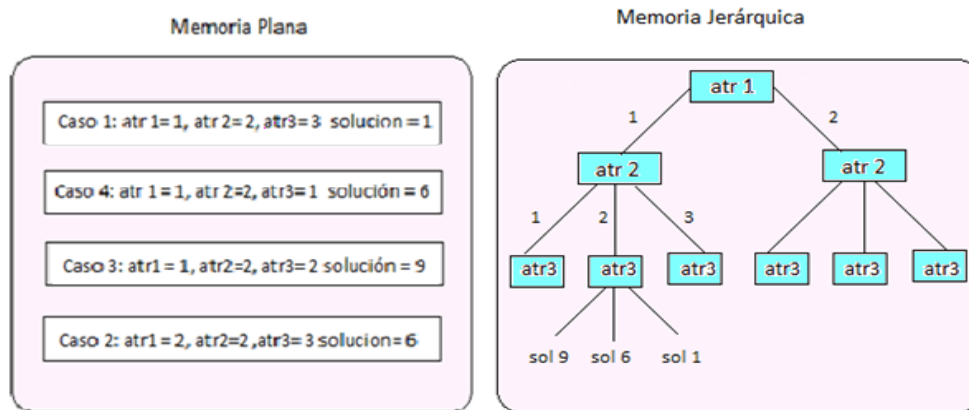 Memoria Plana
Caso 1: atr 1= 1, atr 2=2, atr3= 3 solucion = 1
Caso 4: atr 1= 1, atr 2=2, atr3= 1 solución = 6
Caso 3: atr1= 1, atr2=2, atr3= 2 solución = 9
Caso 2: atr1= 2, atr2=2 ,atr3= 3 solucion= 6
Memoria Jerárquica
atr 1
1 2
atr 2 atr 2
1 2 3
atr3 atr3 atr3 atr3 atr3 atr3
sol 9 sol 6 sol 1